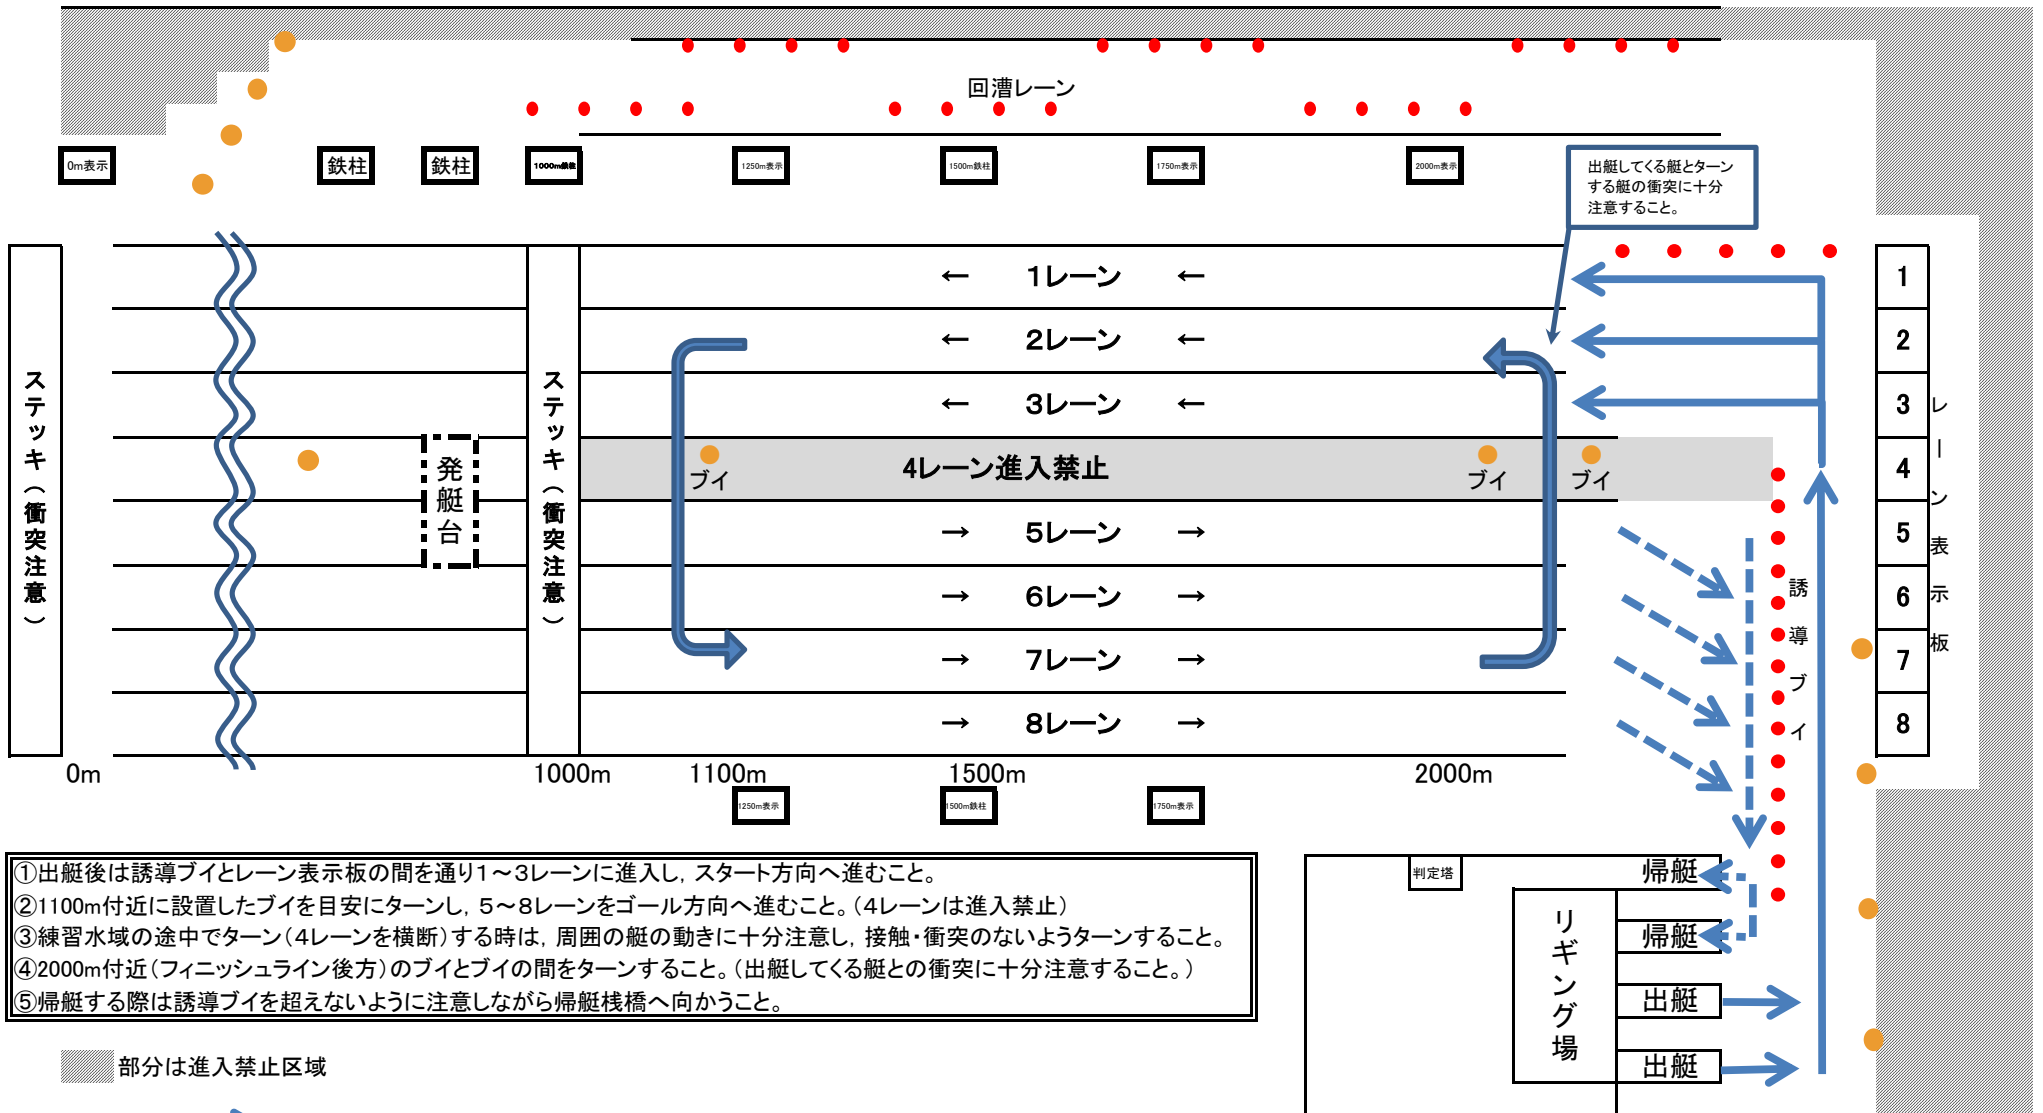 回漕レーン
0m表示
鉄柱
鉄柱
1000m鉄柱
1250m表示
1500m鉄柱
1750m表示
2000m表示
出艇してくる艇とターン
する艇の衝突に十分
注意すること。
← 1レーン ←
← 2レーン ←
← 3レーン ←
4レーン進入禁止
→ 5レーン →
→ 6レーン →
→ 7レーン →
→ 8レーン →
ステッキ（衝突注意）
発艇台
ステッキ（衝突注意）
ブイ
ブイ
ブイ
誘導ブイ
1
2
3
4
5
6
7
8
レーン表示板
0m
1000m
1100m
1500m
2000m
1250m表示
1500m鉄柱
1750m表示
①出艇後は誘導ブイとレーン表示板の間を通り1～3レーンに進入し，スタート方向へ進むこと。
②1100m付近に設置したブイを目安にターンし，5～8レーンをゴール方向へ進むこと。（4レーンは進入禁止）
③練習水域の途中でターン（4レーンを横断）する時は，周囲の艇の動きに十分注意し，接触・衝突のないようターンすること。
④2000m付近（フィニッシュライン後方）のブイとブイの間をターンすること。（出艇してくる艇との衝突に十分注意すること。）
⑤帰艇する際は誘導ブイを超えないように注意しながら帰艇桟橋へ向かうこと。
判定塔
リギング場
帰艇
帰艇
出艇
出艇
部分は進入禁止区域